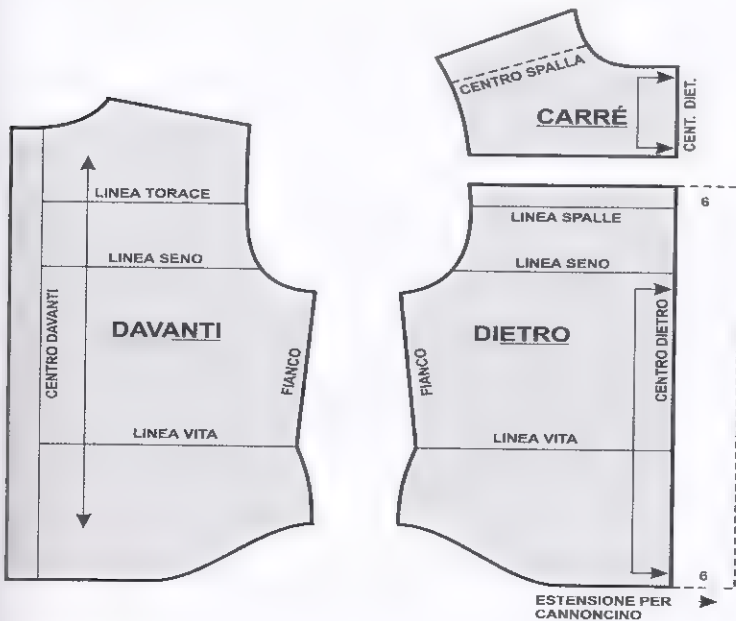 CENTRO SPALLA
CARRÉ
CENT. DIET.
LINEA TORACE
LINEA SENO
CENTRO DAVANTI
DAVANTI
FIANCO
LINEA VITA
6
LINEA SPALLE
LINEA SENO
DIETRO
FIANCO
CENTRO DIETRO
LINEA VITA
6
ESTENSIONE PER
CANNONCINO